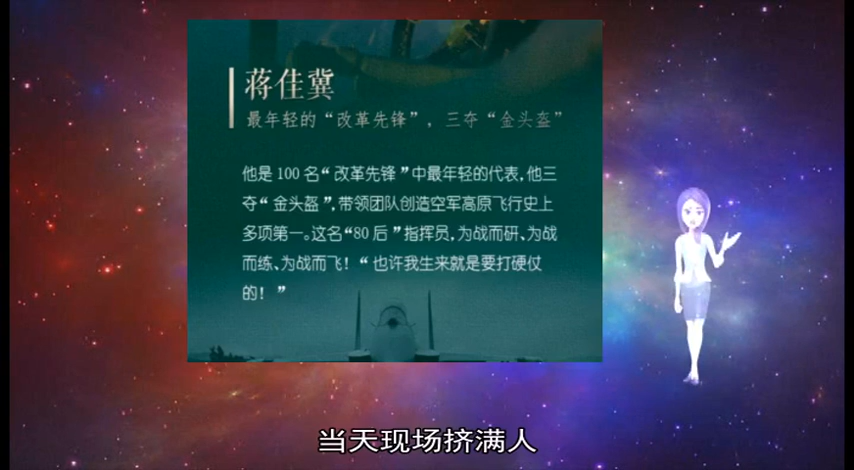 蒋佳冀
最年轻的“改革先锋”，三夺“金头盔”
他是100名“改革先锋”中最年轻的代表,他三
夺“金头盔”,带领团队创造空军高原飞行史上
多项第一。这名“80后”指挥员,为战而研、为战
而练、为战而飞!“也许我生来就是要打硬仗
的!”
当天现场挤满人